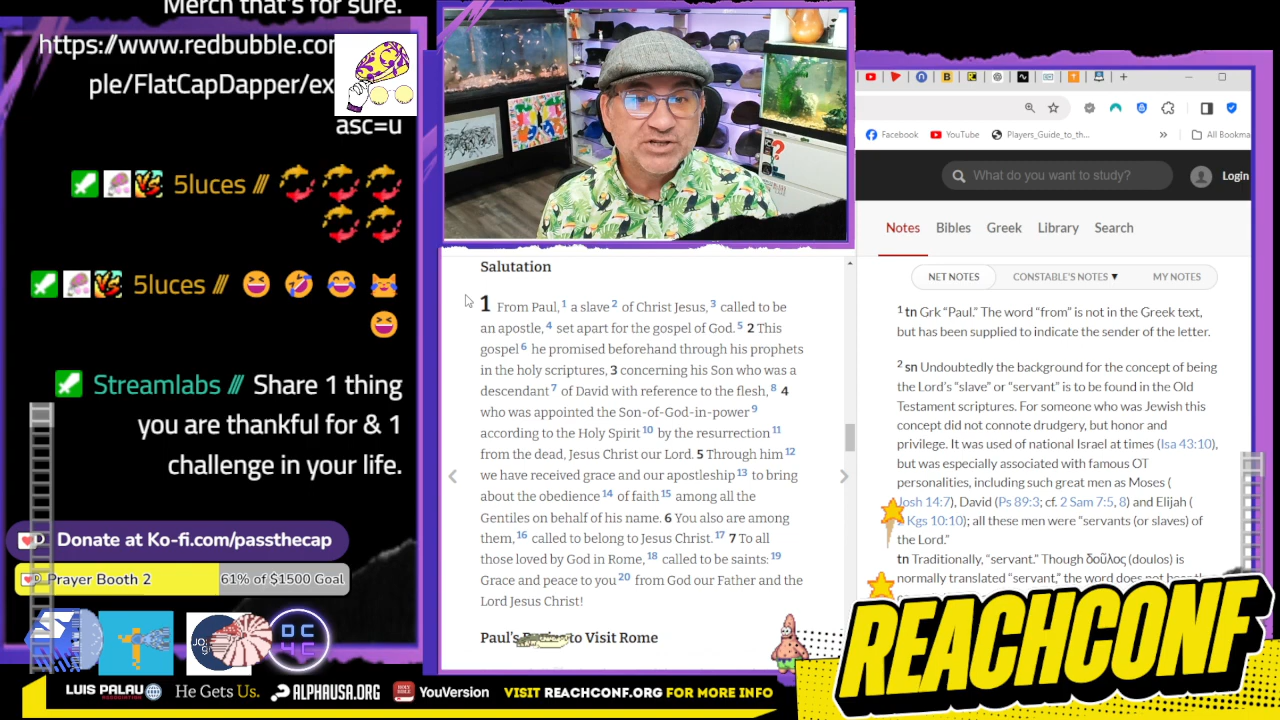 Merch that's for sure.
https://www.redbubble.co
ple/FlatCapDapper/ex
asc=u
5luces ///
5luces ///
Streamlabs /// Share 1 thing
you are thankful for & 1
challenge in your life.
Donate at Ko-fi.com/passthecap
Prayer Booth 2 61% of $1500 Goal
DC
4C
Salutation
1 From Paul, 1 a slave 2 of Christ Jesus, 3 called to be
an apostle, 4 set apart for the gospel of God. 5 2 This
gospel 6 he promised beforehand through his prophets
in the holy scriptures, 3 concerning his Son who was a
descendant 7 of David with reference to the flesh, 8 4
who was appointed the Son-of-God-in-power 9
according to the Holy Spirit 10 by the resurrection 11
from the dead, Jesus Christ our Lord. 5 Through him 12
we have received grace and our apostleship 13 to bring
about the obedience 14 of faith 15 among all the
Gentiles on behalf of his name. 6 You also are among
them, 16 called to belong to Jesus Christ. 17 7 To all
those loved by God in Rome, 18 called to be saints: 19
Grace and peace to you 20 from God our Father and the
Lord Jesus Christ!
Paul's to Visit Rome
Facebook YouTube Players_Guide_to_th... » All Bookma
What do you want to study? Login
Notes Bibles Greek Library Search
NET NOTES CONSTABLE'S NOTES ▼ MY NOTES
1 tn Grk “Paul.” The word “from” is not in the Greek text,
but has been supplied to indicate the sender of the letter.
2 sn Undoubtedly the background for the concept of being
the Lord's “slave” or “servant” is to be found in the Old
Testament scriptures. For someone who was Jewish this
concept did not connote drudgery, but honor and
privilege. It was used of national Israel at times (Isa 43:10),
but was especially associated with famous OT
personalities, including such great men as Moses (
Josh 14:7), David (Ps 89:3; cf. 2 Sam 7:5, 8) and Elijah (
Kgs 10:10); all these men were “servants (or slaves) of
the Lord.”
tn Traditionally, “servant.” Though δοῦλος (doulos) is
normally translated “servant,” the word does not
REACHCONF
LUIS PALAU
ASSOCIATION
He Gets Us.
ALPHAUSA.ORG
HOLY BIBLE
YouVersion
VISIT REACHCONF.ORG FOR MORE INFO